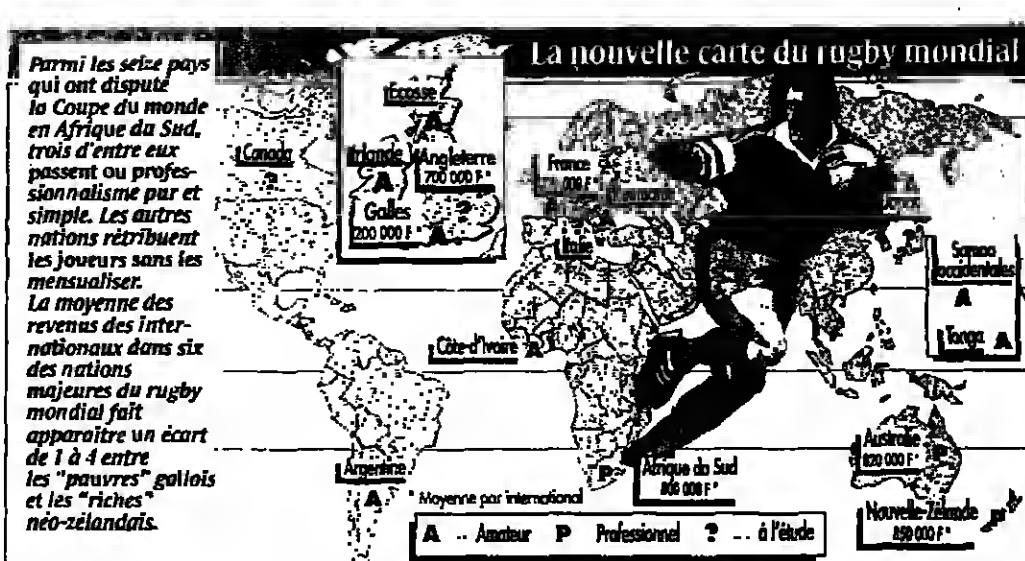 La nouvelle carte du rugby mondial
Parmi les seize pays
qui ont disputé
la Coupe du monde
en Afrique du Sud,
trois d'entre eux
passent ou profes-
sionnalisme pur et
simple. Les autres
nations rétribuent
les joueurs sans les
mensualiser.
La moyenne des
revenus des inter-
nationaux dans six
des nations
majeures du rugby
mondial fait
apparaître un écart
de 1 à 4 entre
les "pauvres" gallois
et les "riches"
néo-zélandais.
Canada
Ecosse
A
Irlande
A
Angleterre
700 000 F*
?
Galles
200 000 F*
A
France
000 F*
Italie
Côte-d'Ivoire
A
Samoa
occidentales
A
Tonga A
Argentine
A
P
Afrique du Sud
800 000 F*
Australie
820 000 F*
P
Nouvelle-Zélande
850 000 F*
P
* Moyenne par international
A .. Amateur P Professionnel ? ... à l'étude